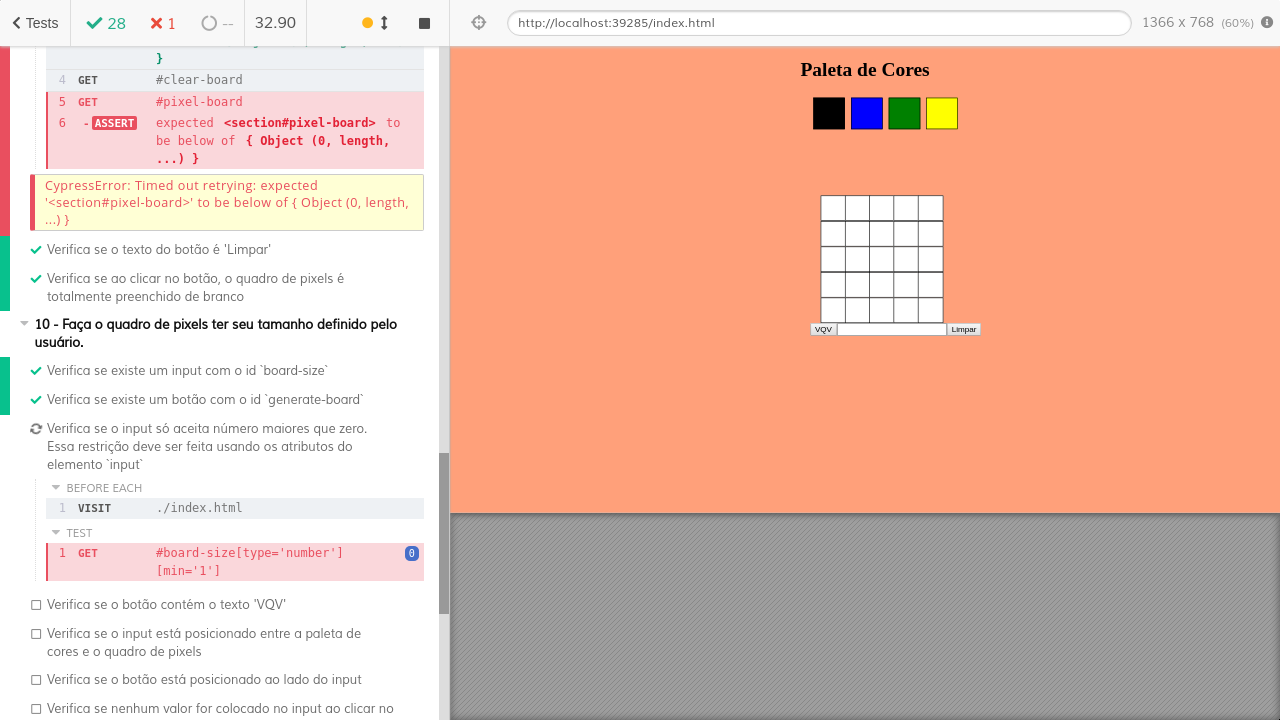 Tests
28
1
--
32.90
http://localhost:39285/index.html
1366 x 768 (60%)
}
4 GET #clear-board
5 GET #pixel-board
6 -ASSERT expected <section#pixel-board> to
be below of { Object (0, length,
...) }
CypressError: Timed out retrying: expected
'<section#pixel-board>' to be below of { Object (0, length,
...) }
Verifica se o texto do botão é 'Limpar'
Verifica se ao clicar no botão, o quadro de pixels é
totalmente preenchido de branco
10 - Faça o quadro de pixels ter seu tamanho definido pelo
usuário.
Verifica se existe um input com o id `board-size`
Verifica se existe um botão com o id `generate-board`
Verifica se o input só aceita número maiores que zero.
Essa restrição deve ser feita usando os atributos do
elemento `input`
BEFORE EACH
1 VISIT ./index.html
TEST
1 GET #board-size[type='number'] 0
[min='1']
Verifica se o botão contém o texto 'VQV'
Verifica se o input está posicionado entre a paleta de
cores e o quadro de pixels
Verifica se o botão está posicionado ao lado do input
Verifica se nenhum valor for colocado no input ao clicar no
Paleta de Cores
VQV
Limpar